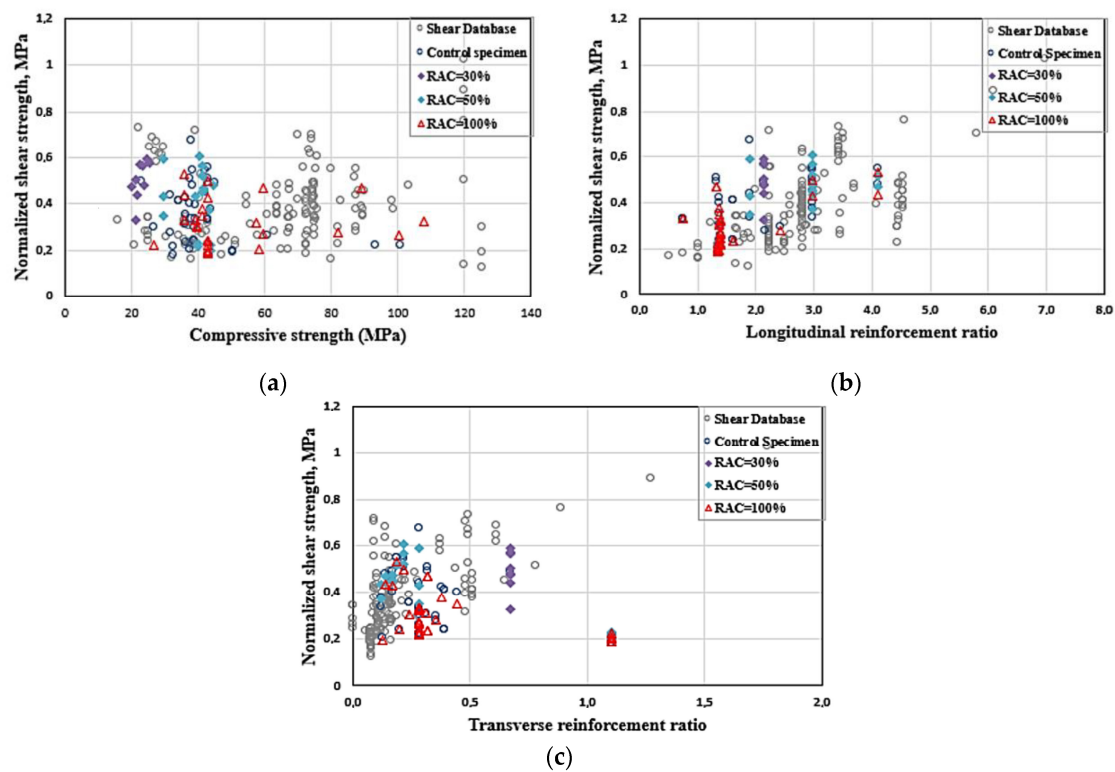 1,2
1
0,8
0,6
0,4
0,2
0
Normalized shear strength, MPa
Shear Database
Control specimen
RAC=30%
RAC=50%
RAC=100%
0 20 40 60 80 100 120 140
Compressive strength (MPa)
(a)
1,2
1
0,8
0,6
0,4
0,2
0
Normalized shear strength, MPa
Shear Database
Control Specimen
RAC=30%
RAC=50%
RAC=100%
0,0 1,0 2,0 3,0 4,0 5,0 6,0 7,0 8,0
Longitudinal reinforcement ratio
(b)
1,2
1
0,8
0,6
0,4
0,2
0
Normalized shear strength, MPa
Shear Database
Control Specimen
RAC=30%
RAC=50%
RAC=100%
0,0 0,5 1,0 1,5 2,0
Transverse reinforcement ratio
(c)